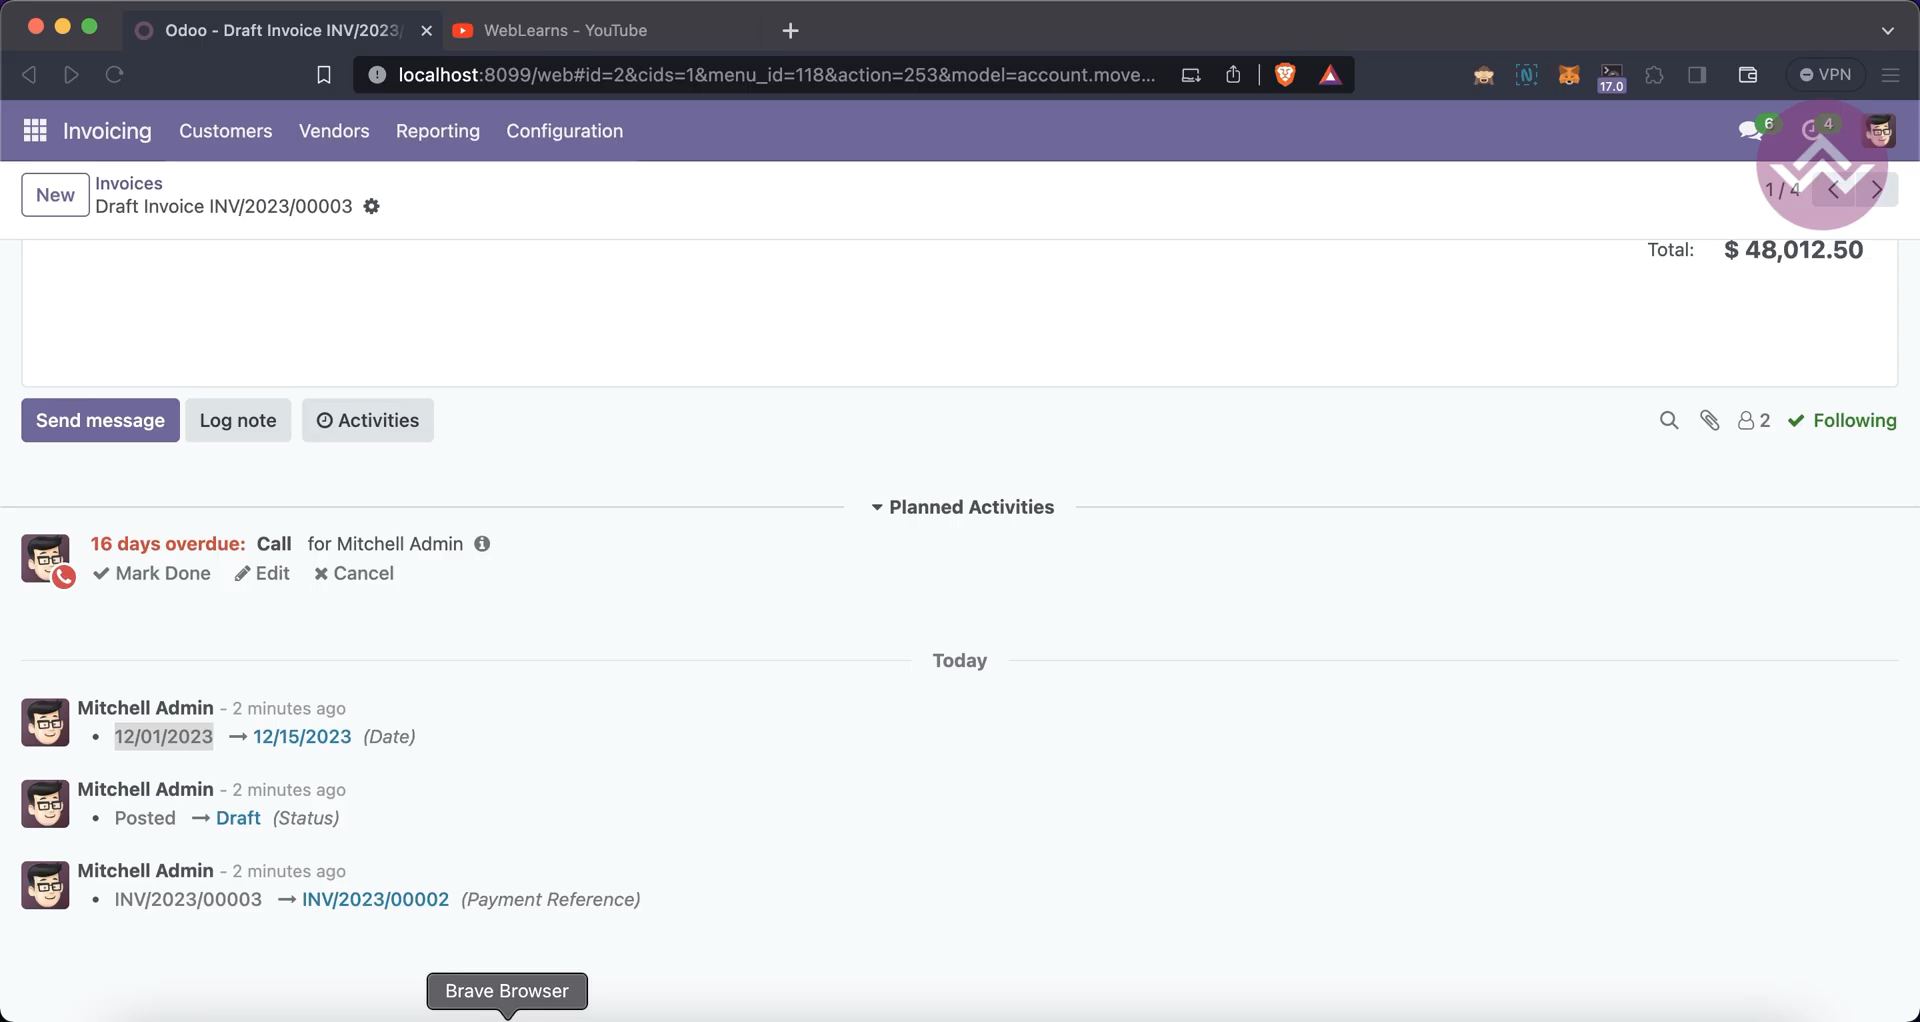 Odoo - Draft Invoice INV/2023/
WebLearns - YouTube
localhost:8099/web#id=2&cids=1&menu_id=118&action=253&model=account.move...
17.0
VPN
Invoicing Customers Vendors Reporting Configuration
6
4
New
Invoices
Draft Invoice INV/2023/00003
1 / 4
Total: $ 48,012.50
Send message Log note Activities
2 Following
Planned Activities
16 days overdue: Call for Mitchell Admin
Mark Done Edit Cancel
Today
Mitchell Admin - 2 minutes ago
• 12/01/2023 → 12/15/2023 (Date)
Mitchell Admin - 2 minutes ago
• Posted → Draft (Status)
Mitchell Admin - 2 minutes ago
• INV/2023/00003 → INV/2023/00002 (Payment Reference)
Brave Browser